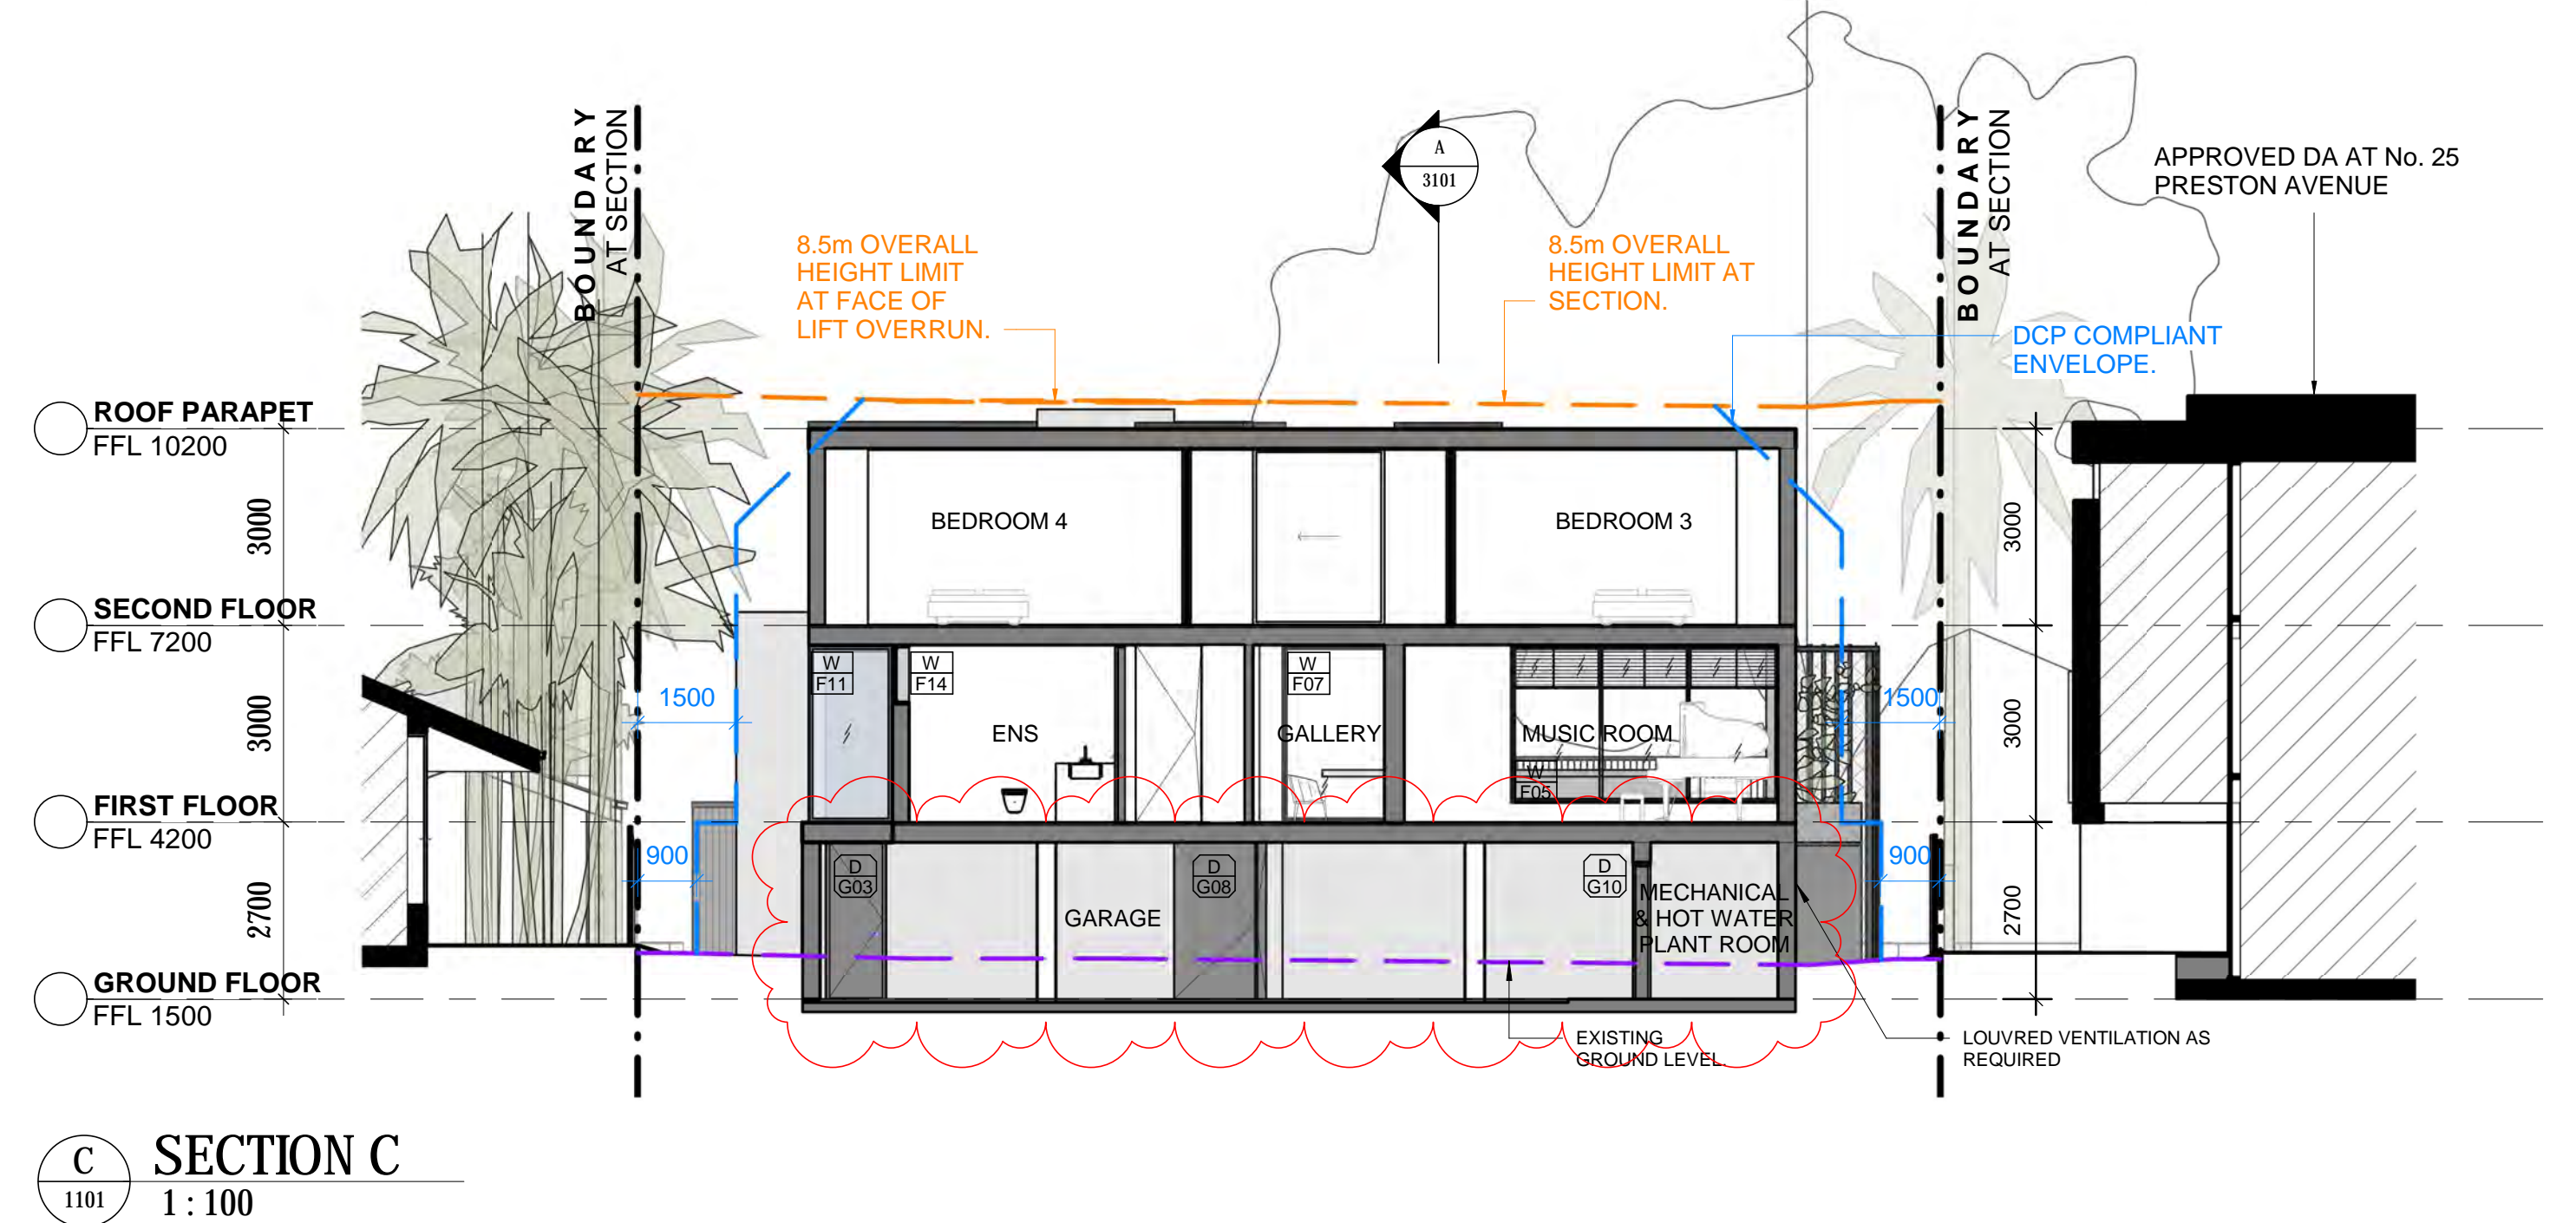 BOUNDARY
AT SECTION
8.5m OVERALL
HEIGHT LIMIT
AT FACE OF
LIFT OVERRUN.
A
3101
8.5m OVERALL
HEIGHT LIMIT AT
SECTION.
BOUNDARY
AT SECTION
APPROVED DA AT No. 25
PRESTON AVENUE
DCP COMPLIANT
ENVELOPE.
ROOF PARAPET
FFL 10200
3000
BEDROOM 4
BEDROOM 3
3000
SECOND FLOOR
FFL 7200
3000
1500
W
F11
W
F14
ENS
W
F07
GALLERY
MUSIC ROOM
W
F05
1500
3000
FIRST FLOOR
FFL 4200
2700
900
D
G03
GARAGE
D
G08
D
G10
MECHANICAL
& HOT WATER
PLANT ROOM
900
2700
GROUND FLOOR
FFL 1500
EXISTING
GROUND LEVEL.
LOUVRED VENTILATION AS
REQUIRED
C
1101
SECTION C
1 : 100